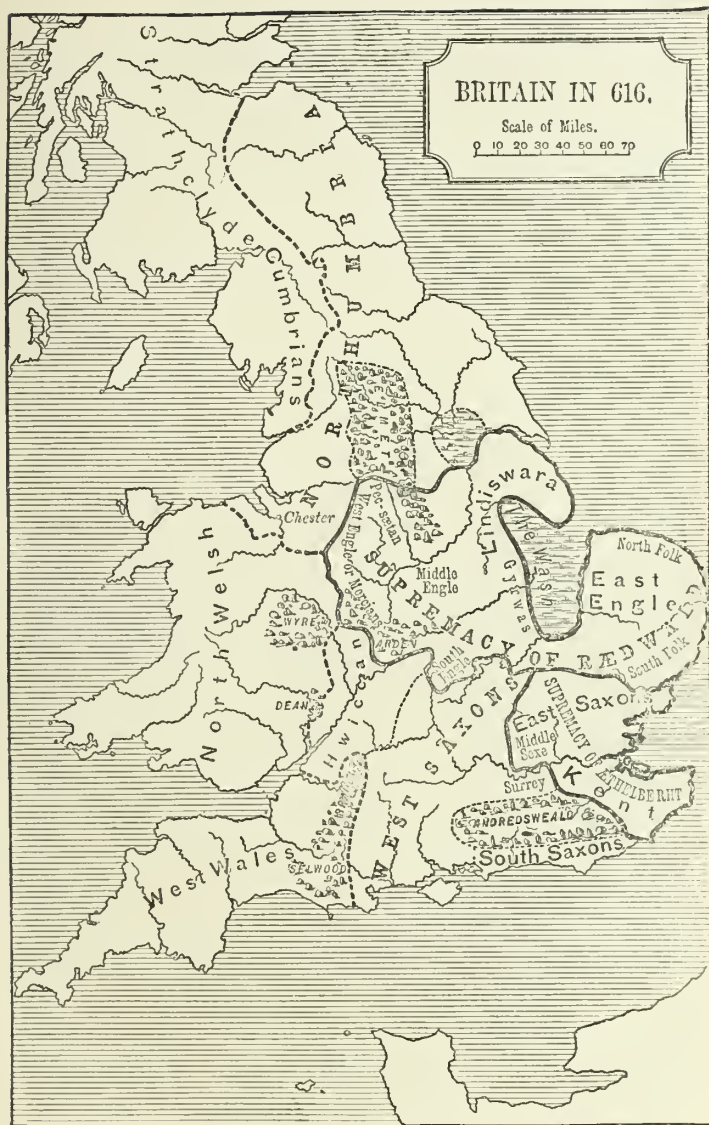 BRITAIN IN 616.
Scale of Miles.
0 10 20 30 40 50 60 70
Strathclyde
Cumbrians
NORTHUMBRIA
ELMET
Lindiswara
Chester
Pec-sætan
West Engle or Mercians
Middle
Engle
Gyrwas
The Wash
North Folk
East
Engle
South Folk
SUPREMACY OF RÆDWALD
North Welsh
WYRE
ARDEN
South
Engle
DEAN
Hwiccan
WEST SAXONS
East Saxons
Middle
Sexe
SUPREMACY OF ÆTHELBERHT
Kent
Surrey
ANDREDSWEALD
South Saxons
SELWOOD
West Wales